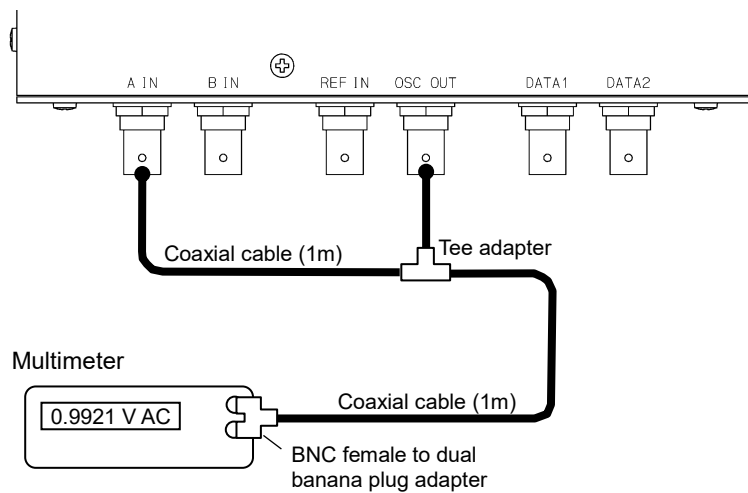 A IN B IN REF IN OSC OUT DATA1 DATA2
Coaxial cable (1m)
Tee adapter
Multimeter
0.9921 V AC
Coaxial cable (1m)
BNC female to dual
banana plug adapter